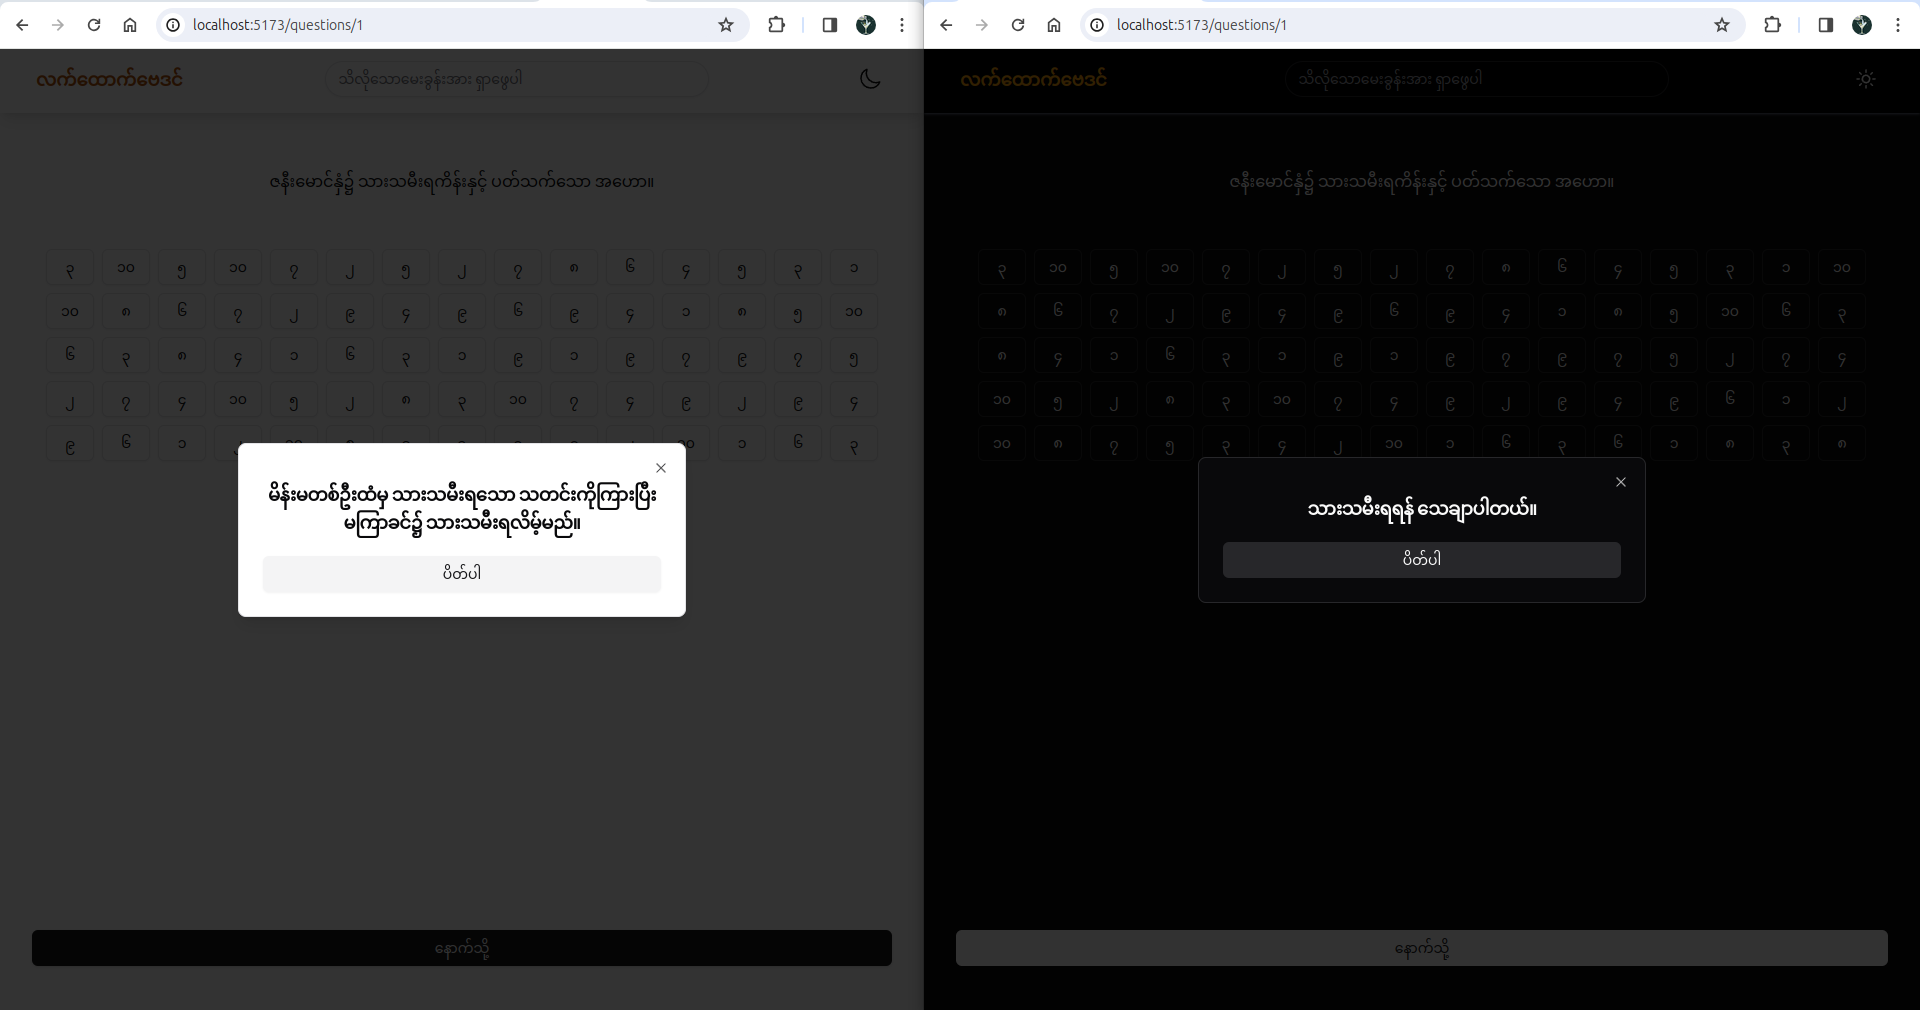 localhost:5173/questions/1
လက်ထောက်ဗေဒင်
သိလိုသောမေးခွန်းအား ရှာဖွေပါ
ဇနီးမောင်နှံ၌ သားသမီးရကိန်းနှင့် ပတ်သက်သော အဟော။
၃ ၁၀ ၅ ၁၀ ၇ ၂ ၅ ၂ ၇ ၈ ၆ ၄ ၅ ၃ ၁
၁၀ ၈ ၆ ၇ ၂ ၉ ၄ ၉ ၆ ၉ ၄ ၁ ၈ ၅ ၁၀
၆ ၃ ၈ ၄ ၁ ၆ ၃ ၁ ၉ ၁ ၉ ၇ ၉ ၇ ၅
၂ ၇ ၄ ၁၀ ၅ ၂ ၈ ၃ ၁၀ ၇ ၄ ၉ ၂ ၉ ၄
၉ ၆ ၁ ၁၀ ၁ ၆ ၃
မိန်းမတစ်ဦးထံမှ သားသမီးရသော သတင်းကိုကြားပြီး
မကြာခင်၌ သားသမီးရလိမ့်မည်။
ပိတ်ပါ
နောက်သို့
localhost:5173/questions/1
လက်ထောက်ဗေဒင်
သိလိုသောမေးခွန်းအား ရှာဖွေပါ
ဇနီးမောင်နှံ၌ သားသမီးရကိန်းနှင့် ပတ်သက်သော အဟော။
၃ ၁၀ ၅ ၁၀ ၇ ၂ ၅ ၂ ၇ ၈ ၆ ၄ ၅ ၃ ၁ ၁၀
၈ ၆ ၇ ၂ ၉ ၄ ၉ ၆ ၉ ၄ ၁ ၈ ၅ ၁၀ ၆ ၃
၈ ၄ ၁ ၆ ၃ ၁ ၉ ၁ ၉ ၇ ၉ ၇ ၅ ၂ ၇ ၄
၁၀ ၅ ၂ ၈ ၃ ၁၀ ၇ ၄ ၉ ၂ ၉ ၄ ၉ ၆ ၁ ၂
၁၀ ၈ ၇ ၅ ၃ ၄ ၂ ၁၀ ၁ ၆ ၃ ၆ ၁ ၈ ၃ ၈
သားသမီးရရန် သေချာပါတယ်။
ပိတ်ပါ
နောက်သို့